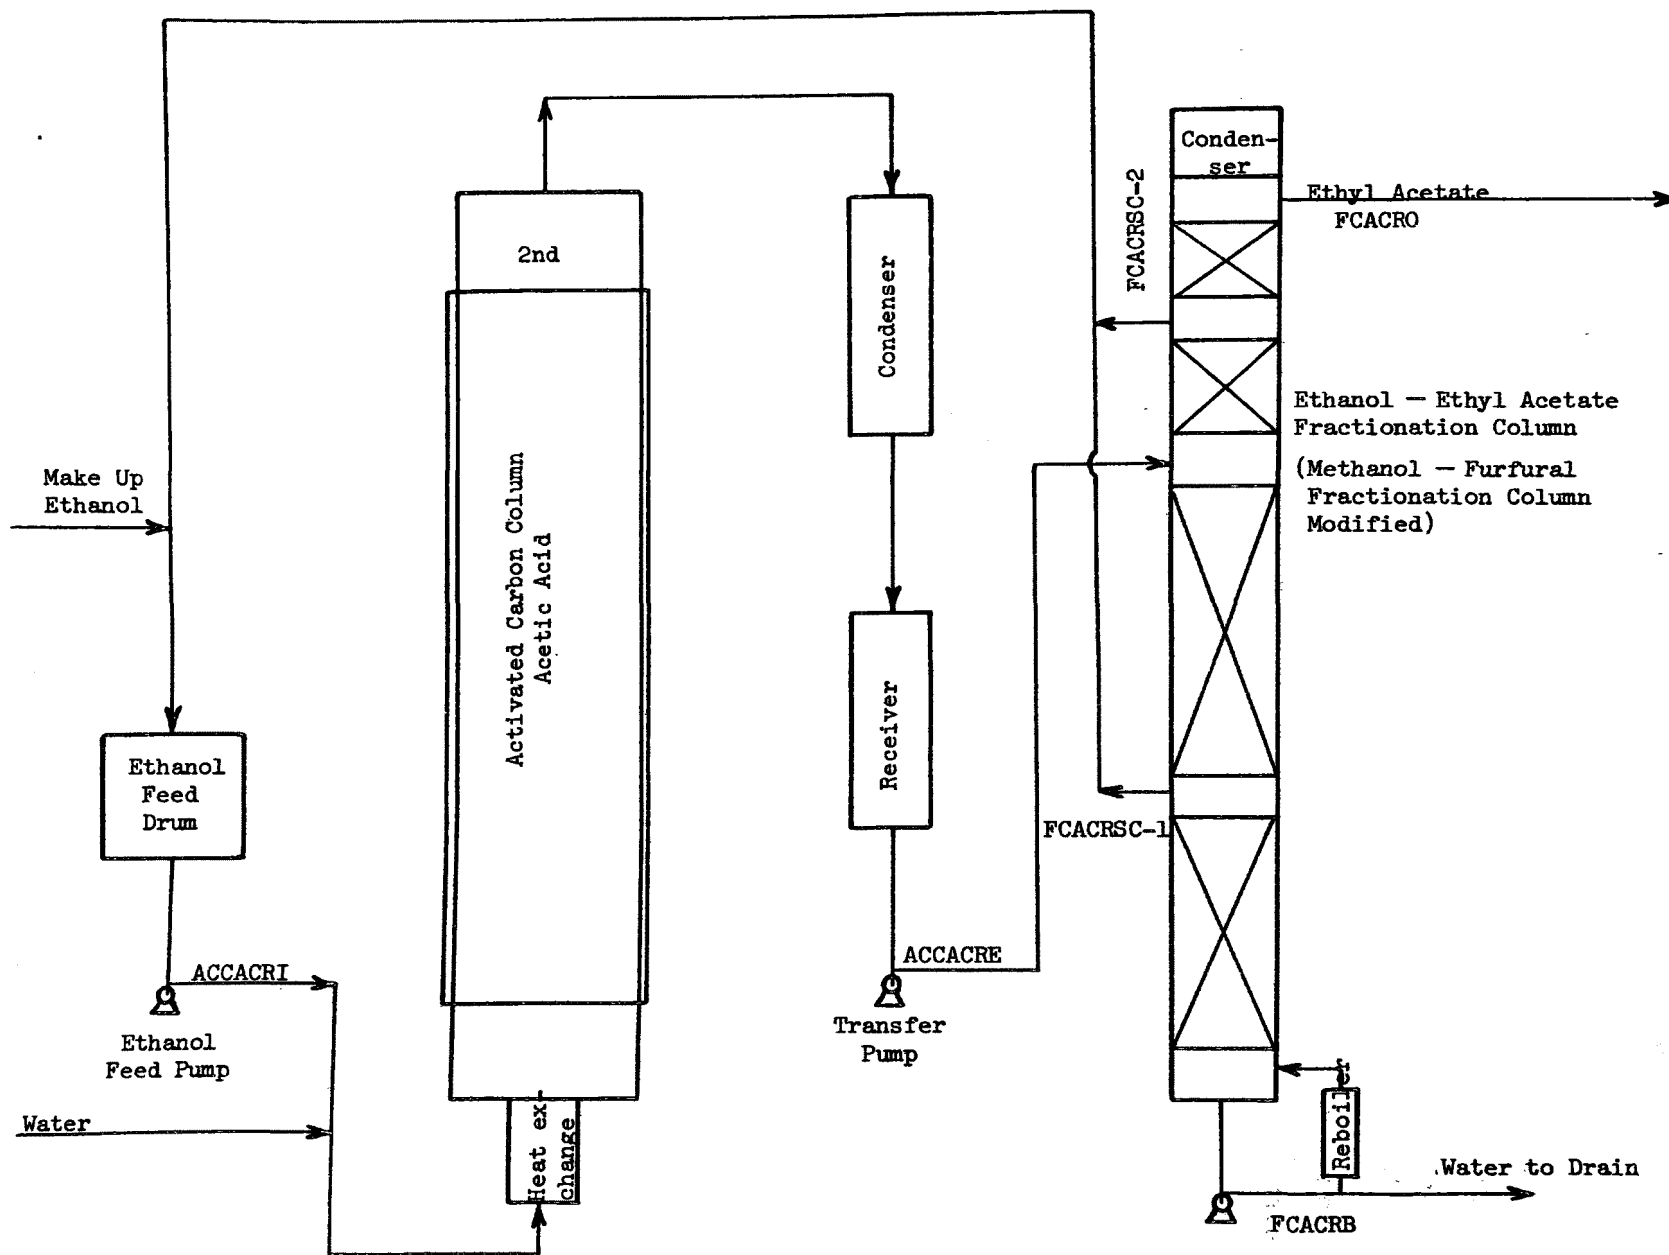 Conden-
ser
FCACRSC-2
Ethyl Acetate
FCACRO
2nd
Condenser
Ethanol — Ethyl Acetate
Fractionation Column
(Methanol — Furfural
Fractionation Column
Modified)
Make Up
Ethanol
Activated Carbon Column
Acetic Acid
Receiver
Ethanol
Feed
Drum
FCACRSC-1
ACCACRI
ACCACRE
Ethanol
Feed Pump
Transfer
Pump
Water
Heat ex-
change
Reboiler
Water to Drain
FCACRB